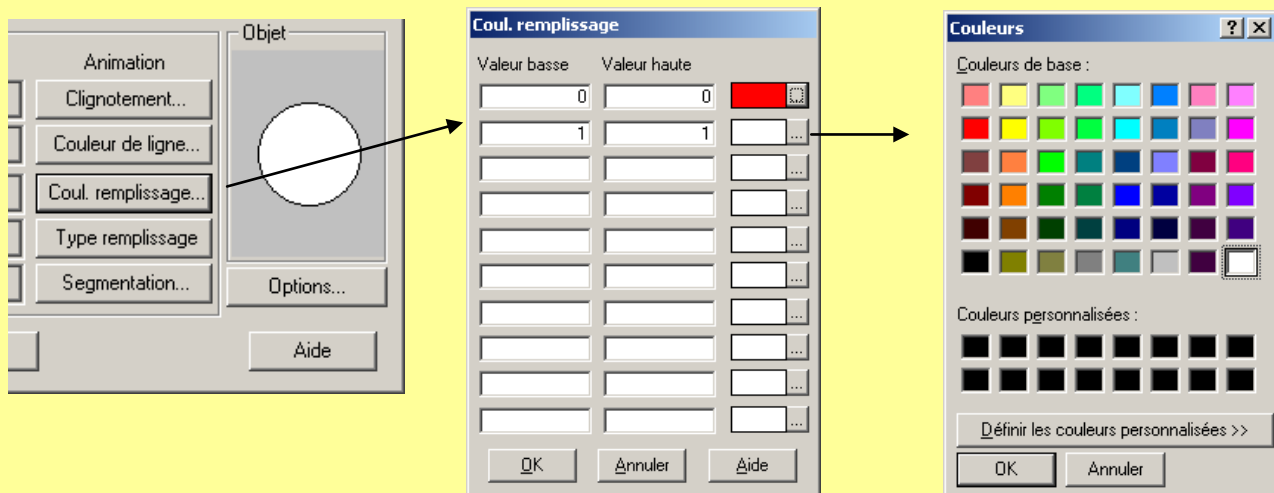 Objet
Animation
Clignotement...
Couleur de ligne...
Coul. remplissage...
Type remplissage
Segmentation...
Options...
Aide
Coul. remplissage
Valeur basse Valeur haute
0 0 ...
1 1 ...
...
...
...
...
...
...
...
...
OK Annuler Aide
Couleurs ? X
Couleurs de base :
Couleurs personnalisées :
Définir les couleurs personnalisées >>
OK Annuler